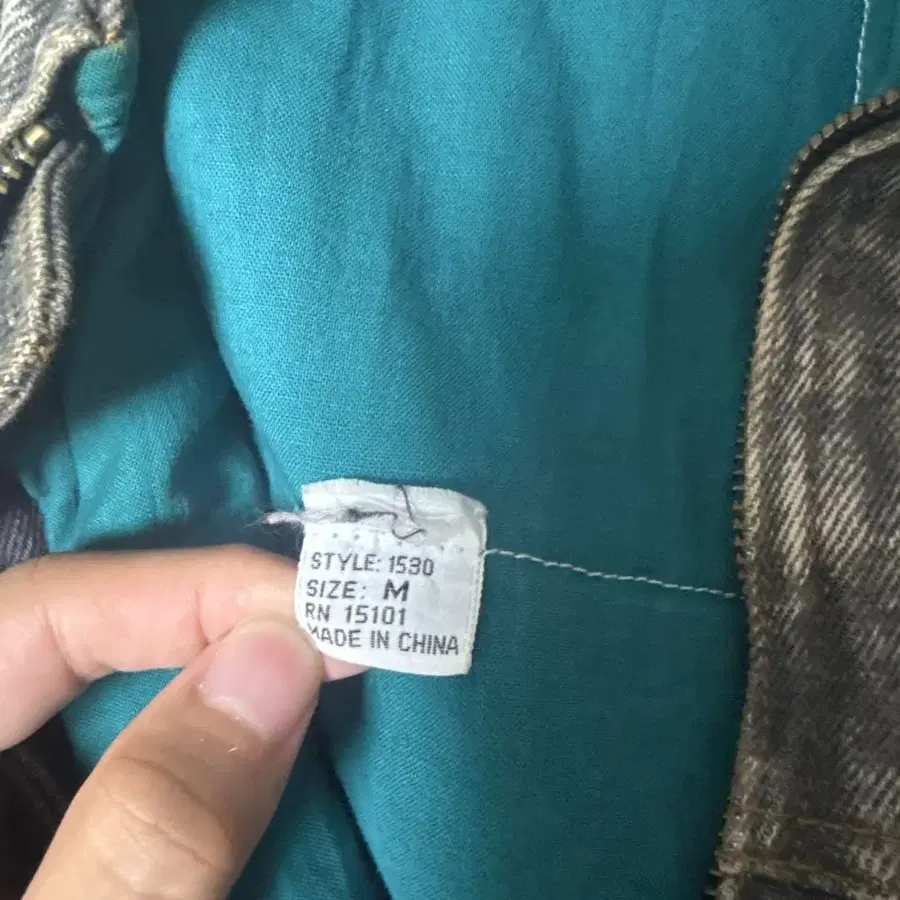 STYLE: 1530
SIZE: M
RN 15101
MADE IN CHINA